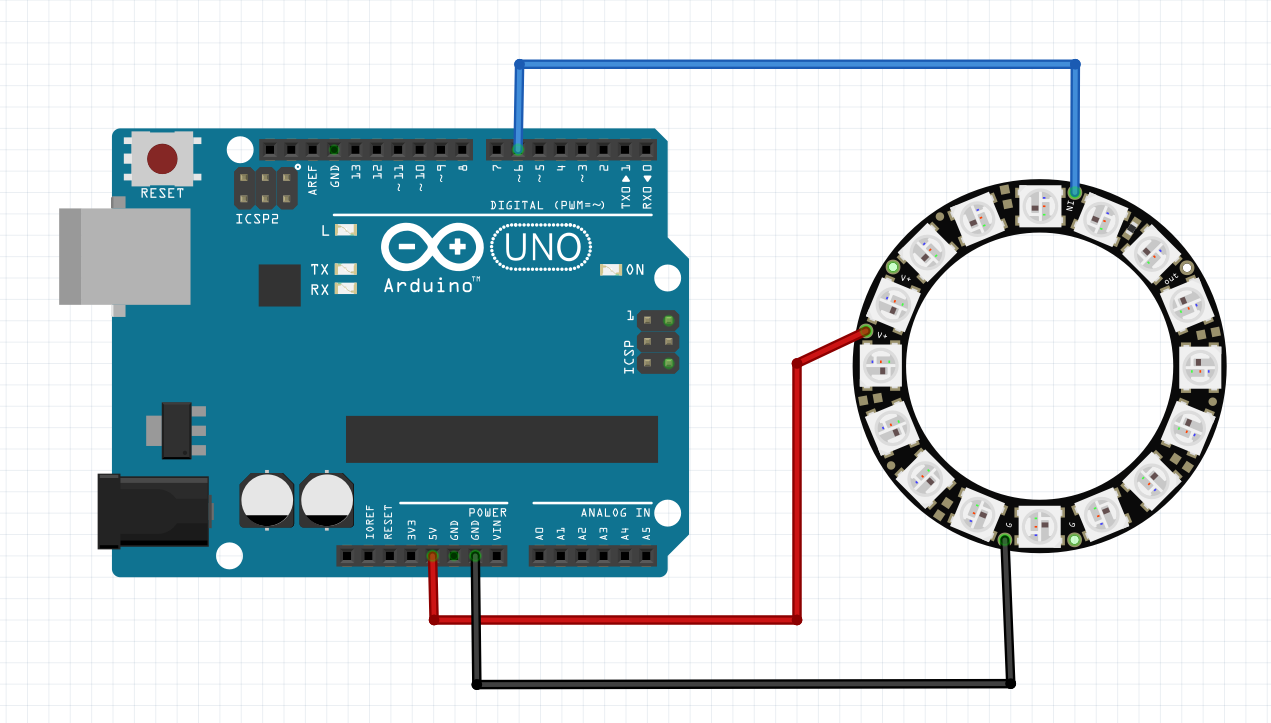 RESET
ICSP2
AREF
GND
13
12
~11
~10
~9
8
7
~6
~5
4
~3
2
TX0▶1
RX0◀0
DIGITAL (PWM=~)
L
TX
RX
UNO
Arduino™
ON
1
ICSP
IOREF
RESET
3V3
5V
GND
GND
VIN
POWER
ANALOG IN
A0
A1
A2
A3
A4
A5
IN
out
V+
V+
G
G